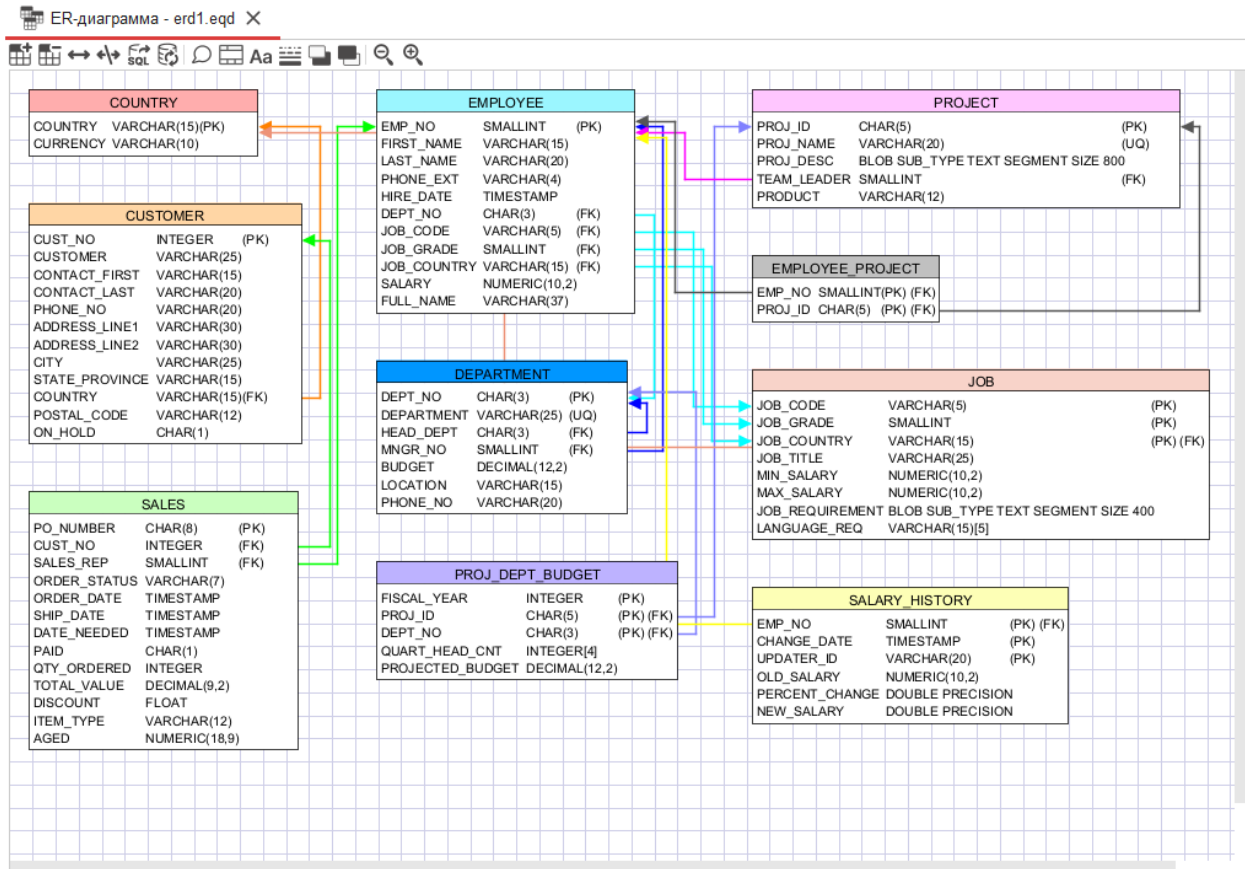 ER-диаграмма - erd1.eqd
SQL
Aa
COUNTRY
COUNTRY VARCHAR(15)(PK)
CURRENCY VARCHAR(10)
CUSTOMER
CUST_NO INTEGER (PK)
CUSTOMER VARCHAR(25)
CONTACT_FIRST VARCHAR(15)
CONTACT_LAST VARCHAR(20)
PHONE_NO VARCHAR(20)
ADDRESS_LINE1 VARCHAR(30)
ADDRESS_LINE2 VARCHAR(30)
CITY VARCHAR(25)
STATE_PROVINCE VARCHAR(15)
COUNTRY VARCHAR(15)(FK)
POSTAL_CODE VARCHAR(12)
ON_HOLD CHAR(1)
SALES
PO_NUMBER CHAR(8) (PK)
CUST_NO INTEGER (FK)
SALES_REP SMALLINT (FK)
ORDER_STATUS VARCHAR(7)
ORDER_DATE TIMESTAMP
SHIP_DATE TIMESTAMP
DATE_NEEDED TIMESTAMP
PAID CHAR(1)
QTY_ORDERED INTEGER
TOTAL_VALUE DECIMAL(9,2)
DISCOUNT FLOAT
ITEM_TYPE VARCHAR(12)
AGED NUMERIC(18,9)
EMPLOYEE
EMP_NO SMALLINT (PK)
FIRST_NAME VARCHAR(15)
LAST_NAME VARCHAR(20)
PHONE_EXT VARCHAR(4)
HIRE_DATE TIMESTAMP
DEPT_NO CHAR(3) (FK)
JOB_CODE VARCHAR(5) (FK)
JOB_GRADE SMALLINT (FK)
JOB_COUNTRY VARCHAR(15) (FK)
SALARY NUMERIC(10,2)
FULL_NAME VARCHAR(37)
DEPARTMENT
DEPT_NO CHAR(3) (PK)
DEPARTMENT VARCHAR(25) (UQ)
HEAD_DEPT CHAR(3) (FK)
MNGR_NO SMALLINT (FK)
BUDGET DECIMAL(12,2)
LOCATION VARCHAR(15)
PHONE_NO VARCHAR(20)
PROJ_DEPT_BUDGET
FISCAL_YEAR INTEGER (PK)
PROJ_ID CHAR(5) (PK)(FK)
DEPT_NO CHAR(3) (PK)(FK)
QUART_HEAD_CNT INTEGER[4]
PROJECTED_BUDGET DECIMAL(12,2)
PROJECT
PROJ_ID CHAR(5) (PK)
PROJ_NAME VARCHAR(20) (UQ)
PROJ_DESC BLOB SUB_TYPE TEXT SEGMENT SIZE 800
TEAM_LEADER SMALLINT (FK)
PRODUCT VARCHAR(12)
EMPLOYEE_PROJECT
EMP_NO SMALLINT(PK) (FK)
PROJ_ID CHAR(5) (PK) (FK)
JOB
JOB_CODE VARCHAR(5) (PK)
JOB_GRADE SMALLINT (PK)
JOB_COUNTRY VARCHAR(15) (PK) (FK)
JOB_TITLE VARCHAR(25)
MIN_SALARY NUMERIC(10,2)
MAX_SALARY NUMERIC(10,2)
JOB_REQUIREMENT BLOB SUB_TYPE TEXT SEGMENT SIZE 400
LANGUAGE_REQ VARCHAR(15)[5]
SALARY_HISTORY
EMP_NO SMALLINT (PK) (FK)
CHANGE_DATE TIMESTAMP (PK)
UPDATER_ID VARCHAR(20) (PK)
OLD_SALARY NUMERIC(10,2)
PERCENT_CHANGE DOUBLE PRECISION
NEW_SALARY DOUBLE PRECISION